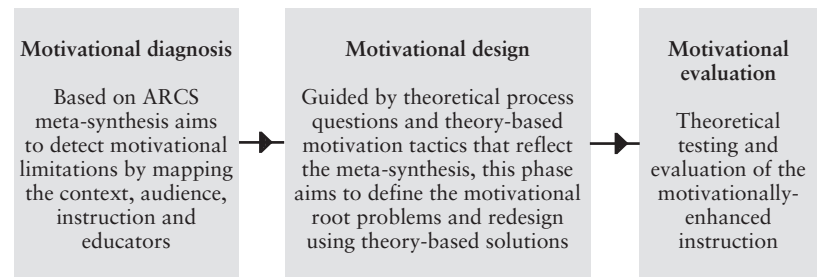 Motivational diagnosis
Based on ARCS
meta-synthesis aims
to detect motivational
limitations by mapping
the context, audience,
instruction and
educators
Motivational design
Guided by theoretical process
questions and theory-based
motivation tactics that reflect
the meta-synthesis, this phase
aims to define the motivational
root problems and redesign
using theory-based solutions
Motivational
evaluation
Theoretical
testing and
evaluation of the
motivationally-
enhanced
instruction